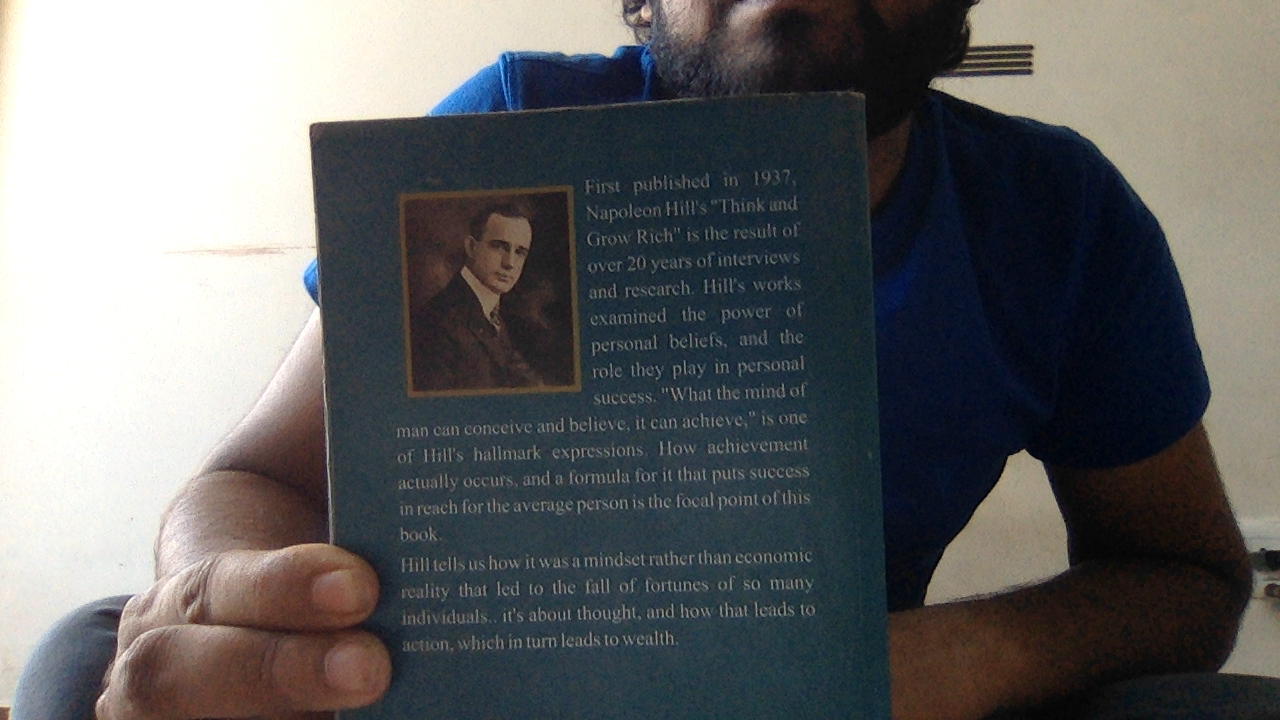 First published in 1937,
Napoleon Hill's "Think and
Grow Rich" is the result of
over 20 years of interviews
and research. Hill's works
examined the power of
personal beliefs, and the
role they play in personal
success. "What the mind of
man can conceive and believe, it can achieve," is one
of Hill's hallmark expressions. How achievement
actually occurs, and a formula for it that puts success
in reach for the average person is the focal point of this
book.
Hill tells us how it was a mindset rather than economic
reality that led to the fall of fortunes of so many
individuals.. it's about thought, and how that leads to
action, which in turn leads to wealth.